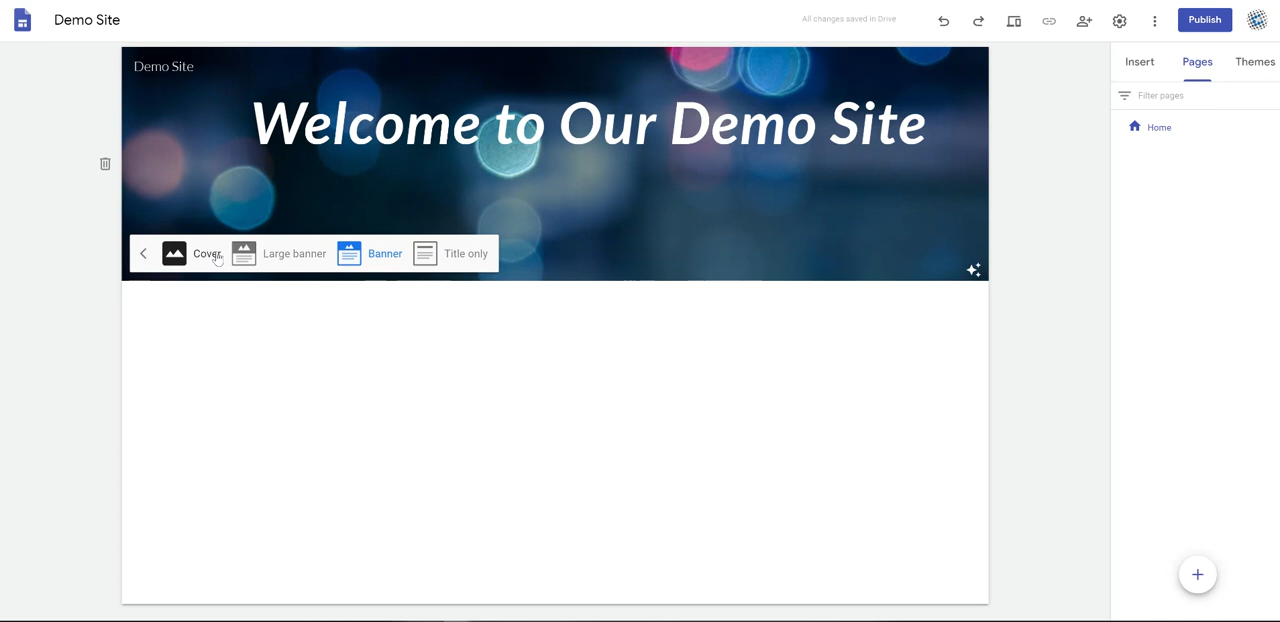 Demo Site
All changes saved in Drive
Publish
Insert Pages Themes
Filter pages
Home
Demo Site
Welcome to Our Demo Site
Cover Large banner Banner Title only